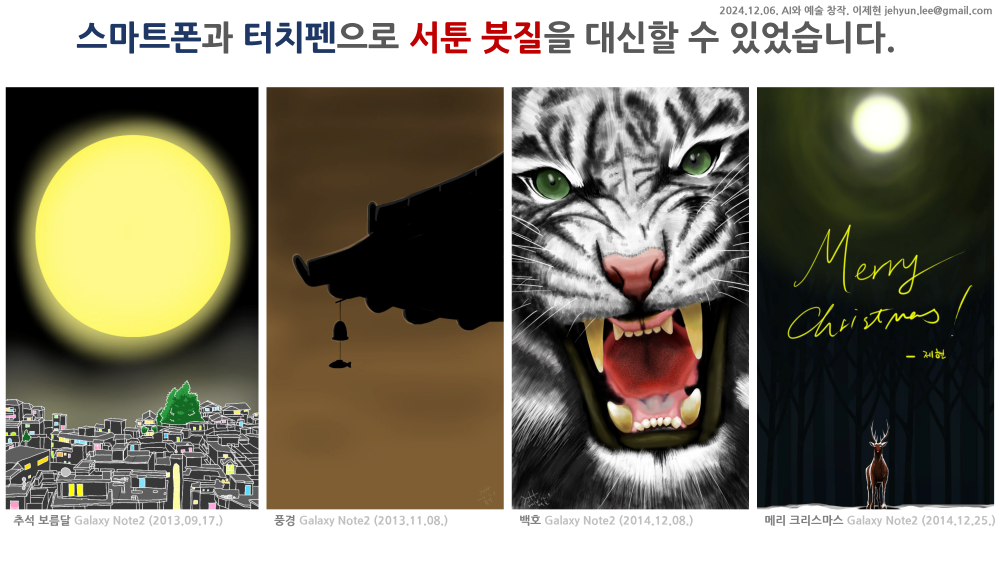 2024.12.06. AI와 예술 창작. 이제현 jehyun.lee@gmail.com
스마트폰과 터치펜으로 서툰 붓질을 대신할 수 있었습니다.
Merry
Christmas!
- 제현
추석 보름달 Galaxy Note2 (2013.09.17.)
풍경 Galaxy Note2 (2013.11.08.)
백호 Galaxy Note2 (2014.12.08.)
메리 크리스마스 Galaxy Note2 (2014.12.25.)